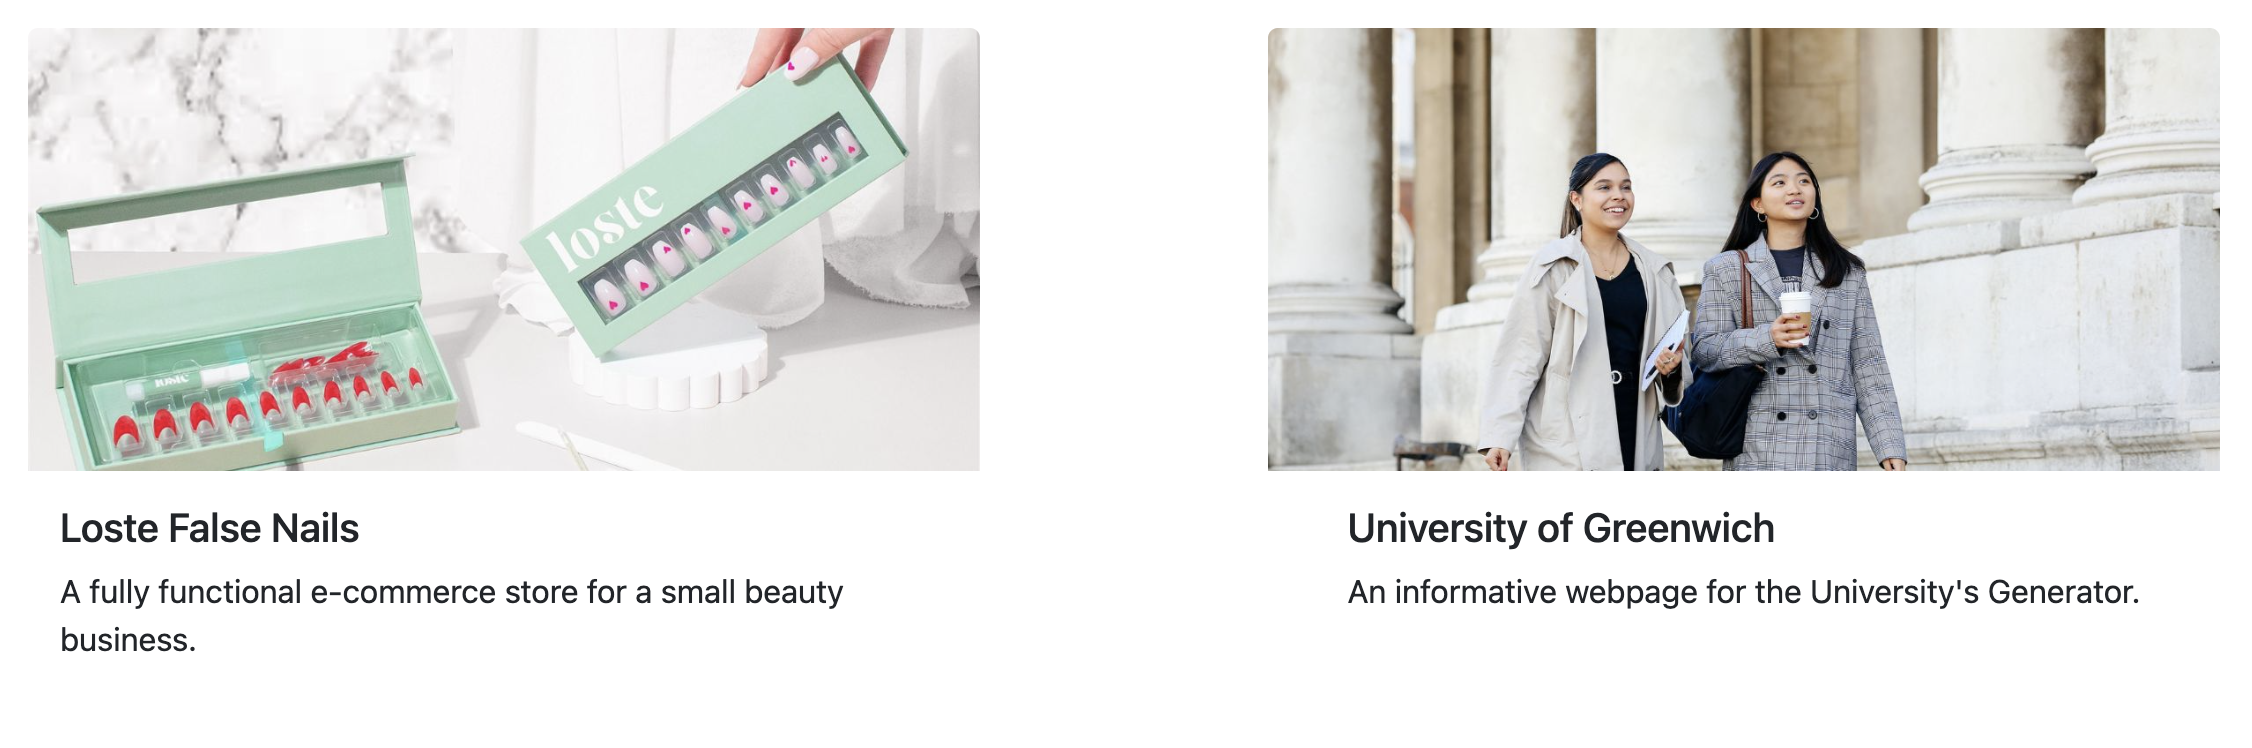 loste
loste
Loste False Nails
A fully functional e-commerce store for a small beauty
business.
University of Greenwich
An informative webpage for the University's Generator.